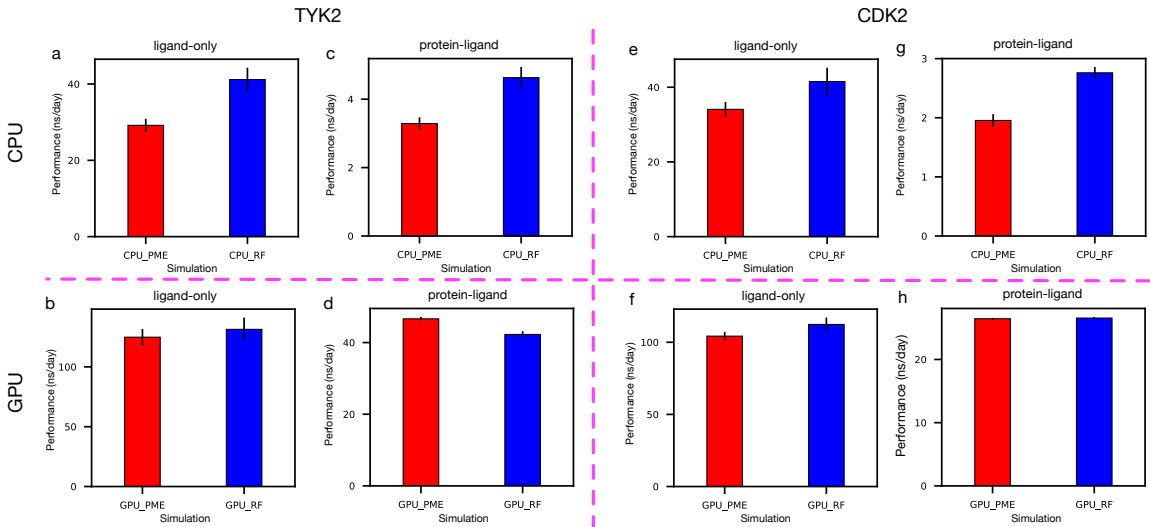 TYK2
CDK2
CPU
GPU
a
ligand-only
Performance (ns/day)
40
20
0
CPU_PME
CPU_RF
Simulation
c
protein-ligand
Performance (ns/day)
4
2
0
CPU_PME
CPU_RF
Simulation
e
ligand-only
Performance (ns/day)
40
20
0
CPU_PME
CPU_RF
Simulation
g
protein-ligand
Performance (ns/day)
3
2
1
0
CPU_PME
CPU_RF
Simulation
b
ligand-only
Performance (ns/day)
100
50
0
GPU_PME
GPU_RF
Simulation
d
protein-ligand
Performance (ns/day)
40
20
0
GPU_PME
GPU_RF
Simulation
f
ligand-only
Performance (ns/day)
100
50
0
GPU_PME
GPU_RF
Simulation
h
protein-ligand
Performance (ns/day)
20
10
0
GPU_PME
GPU_RF
Simulation